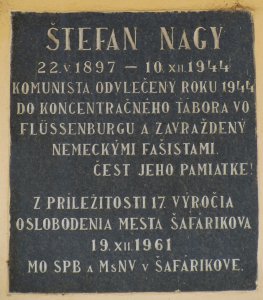 ŠTEFAN NAGY
22.V.1897 – 10.XII.1944
KOMUNISTA ODVLEČENÝ ROKU 1944
DO KONCENTRAČNÉHO TÁBORA VO
FLÜSSENBURGU A ZAVRAŽDENÝ
NEMECKÝMI FAŠISTAMI.
ČEST JEHO PAMIATKE!
Z PRÍLEŽITOSTI 17. VÝROČIA
OSLOBODENIA MESTA ŠAFÁRIKOVA
19.XII.1961
MO SPB A MsNV V ŠAFÁRIKOVE.